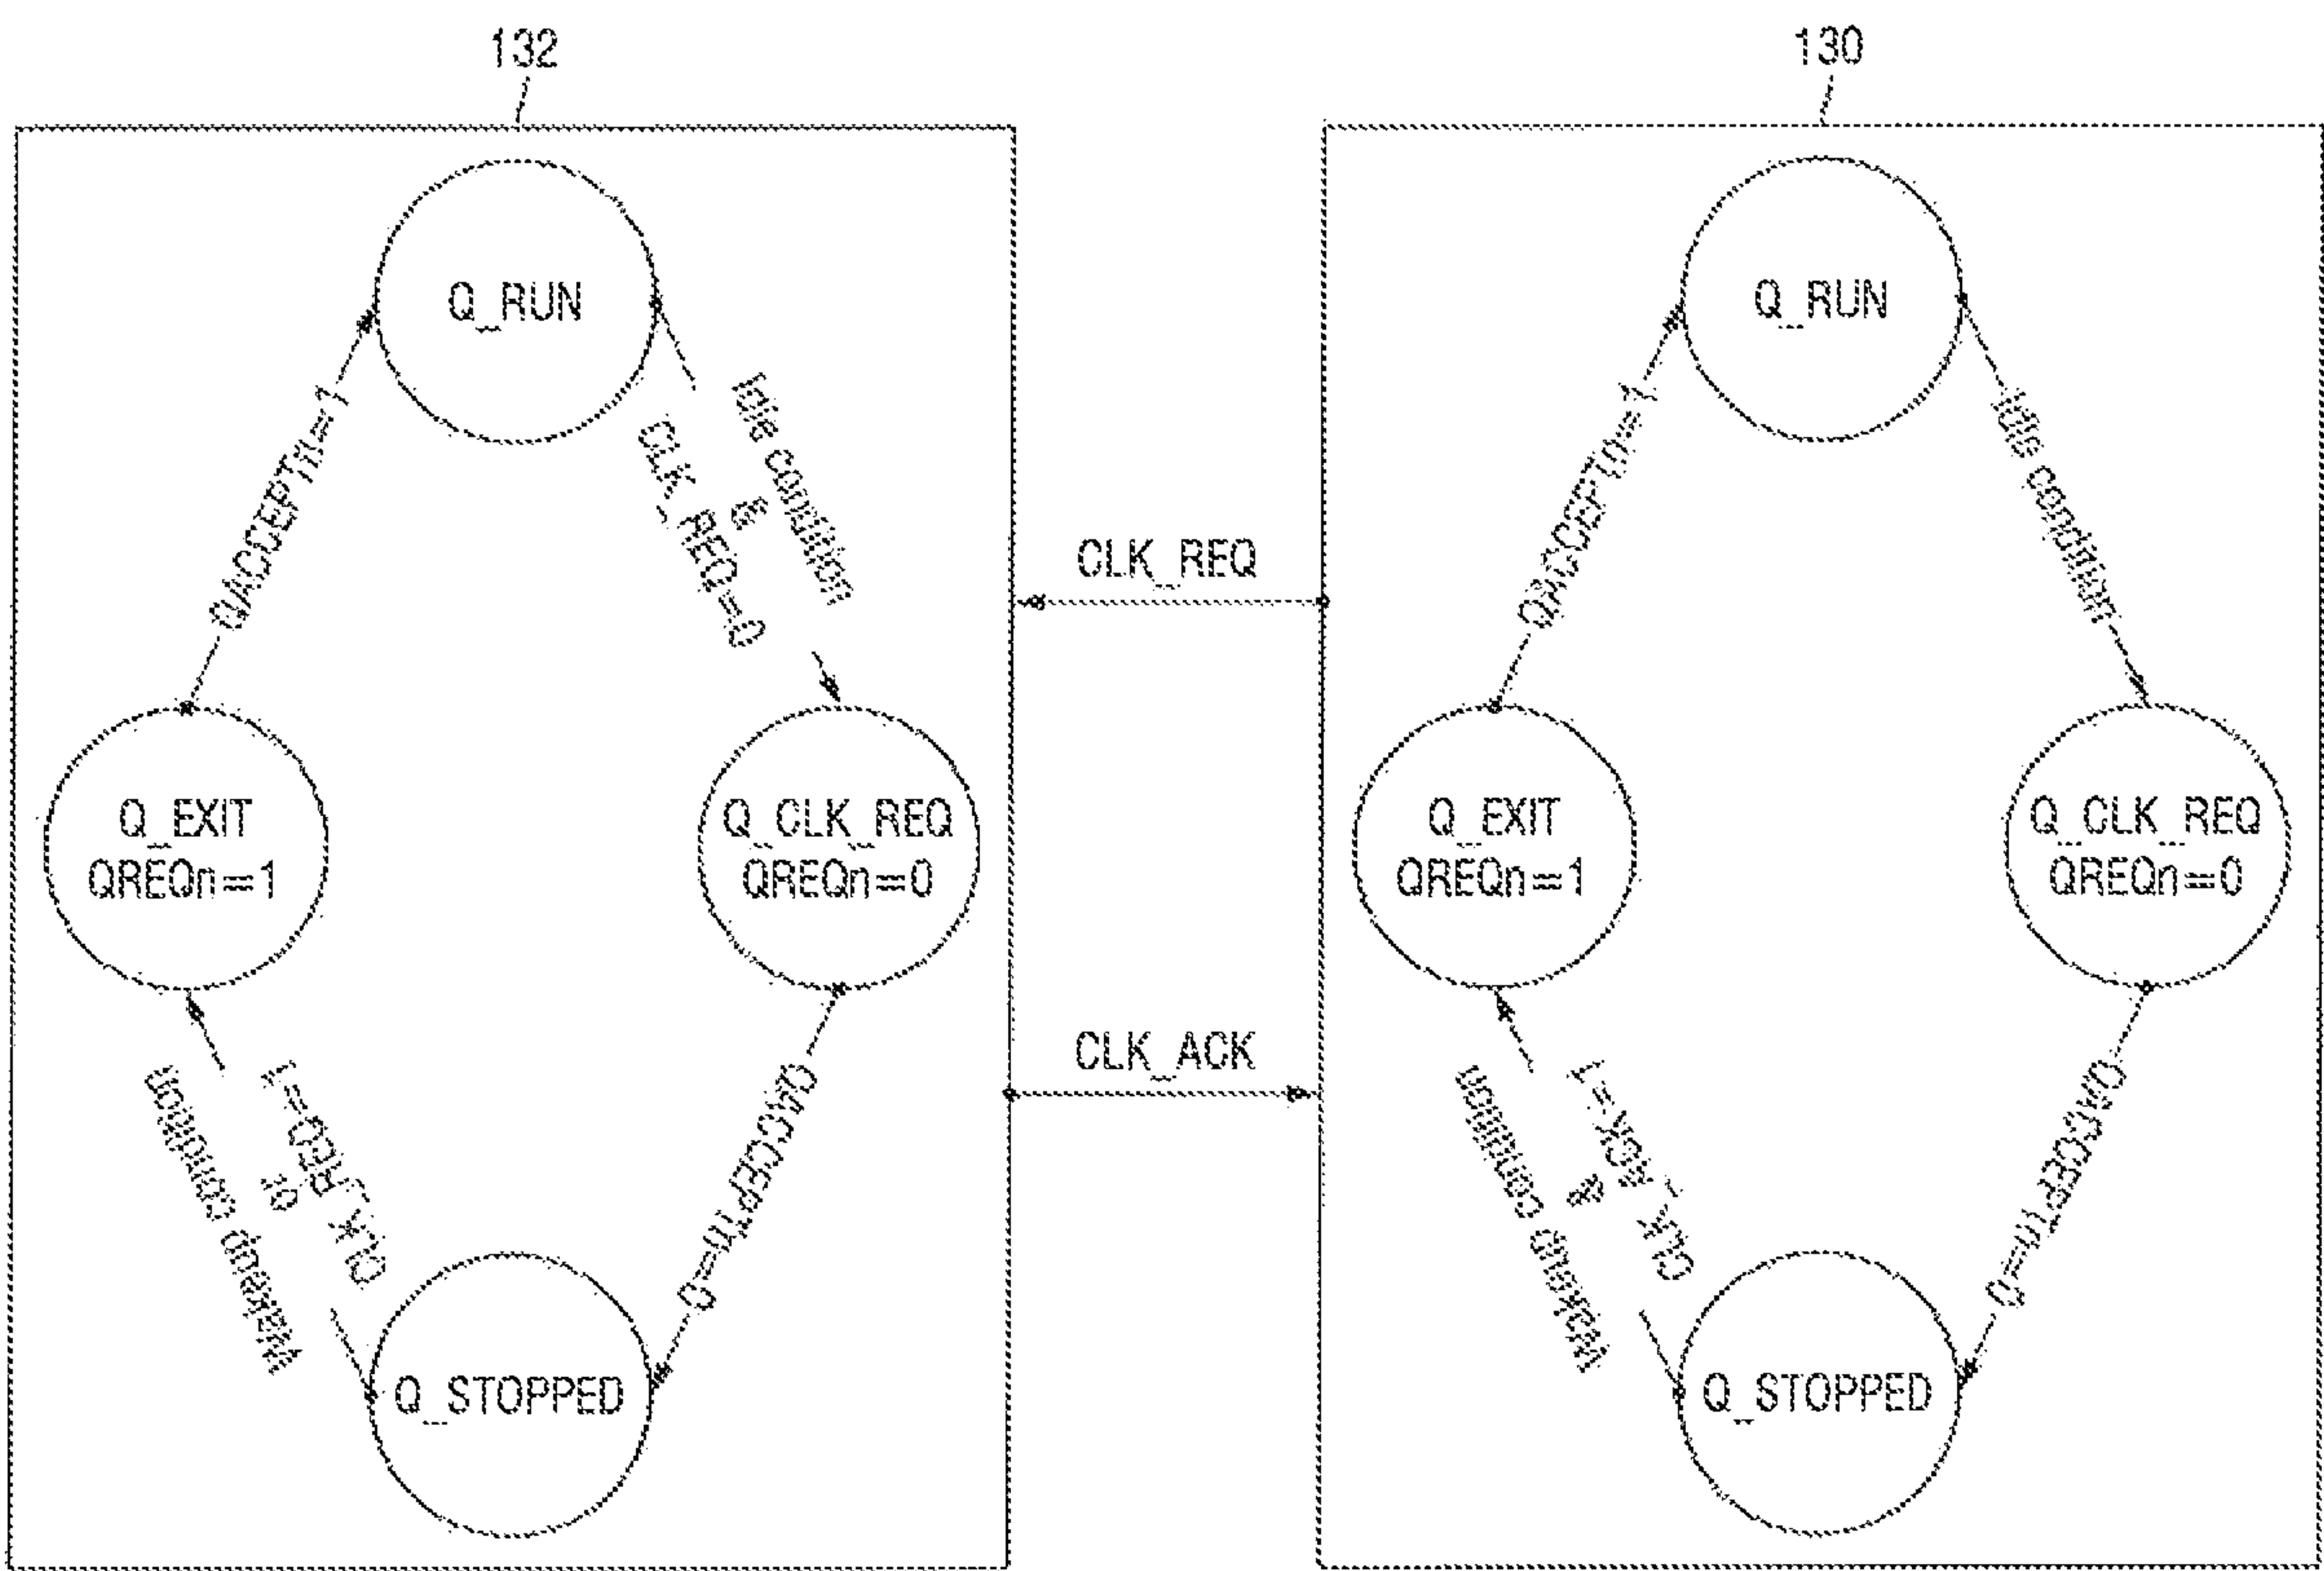 132
130
Q_RUN
QACCEPTn=1
Idle condition
&
CLK_REQ=0
Q_EXIT
QREQn=1
Q_CLK_REQ
QREQn=0
Wakeup condition
or
CLK_REQ=1
QACCEPTn=0
Q_STOPPED
CLK_REQ
CLK_ACK
Q_RUN
QACCEPTn=1
Idle condition
Q_EXIT
QREQn=1
Q_CLK_REQ
QREQn=0
Wakeup condition
&
CLK_ACK=1
QACCEPTn=0
Q_STOPPED